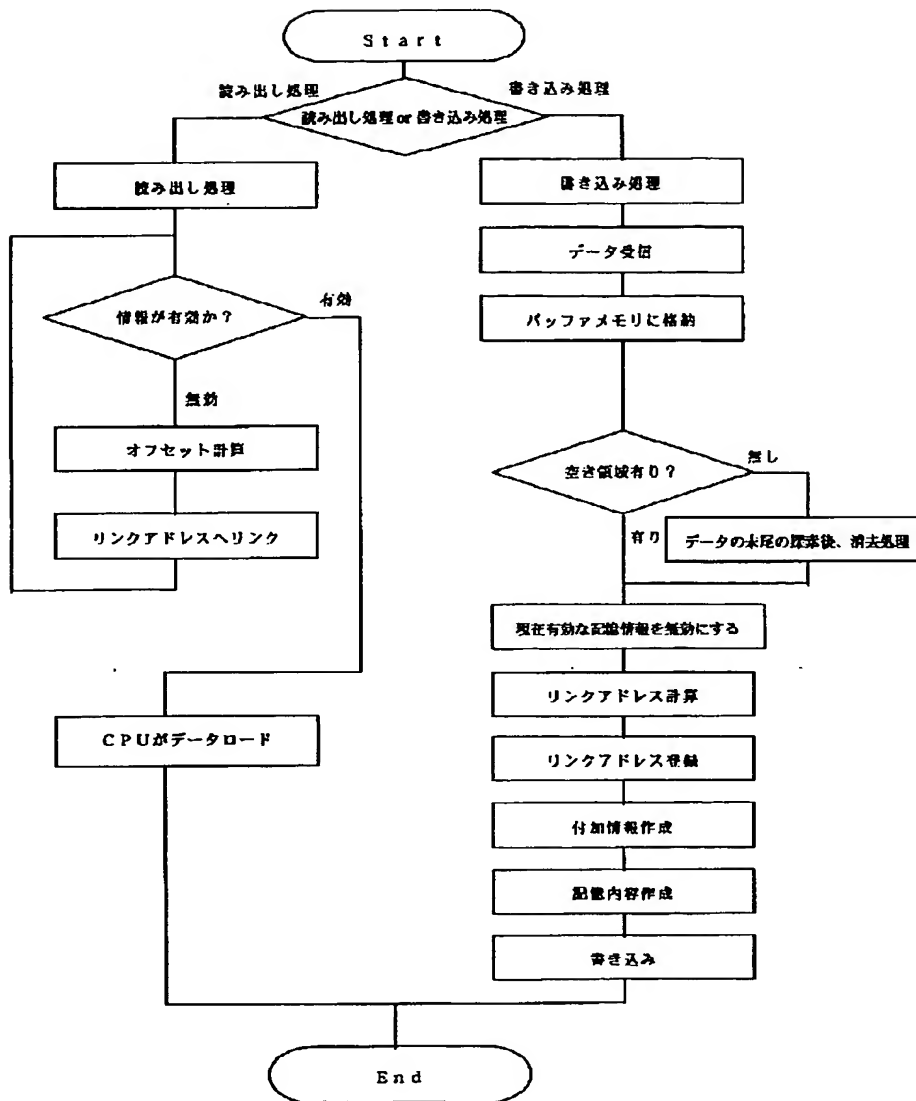 Start
読み出し処理
書き込み処理
読み出し処理 or 書き込み処理
読み出し処理
情報が有効か？
有効
無効
オフセット計算
リンクアドレスへリンク
CPUがデータロード
書き込み処理
データ受信
バッファメモリに格納
空き領域有り？
無し
有り
データの末尾の探索後、消去処理
現在有効な記憶情報を無効にする
リンクアドレス計算
リンクアドレス登録
付加情報作成
記憶内容作成
書き込み
End